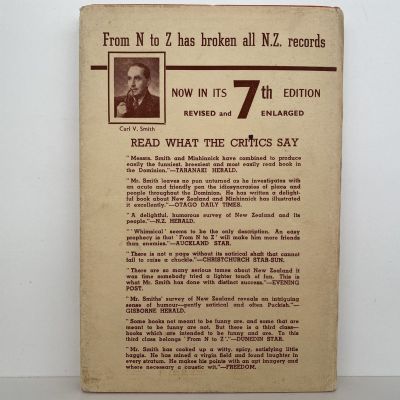 From N to Z has broken all N.Z. records
NOW IN ITS 7th EDITION
REVISED and ENLARGED
Carl V. Smith
READ WHAT THE CRITICS SAY
"Messrs. Smith and Minhinnick have combined to produce
easily the funniest, breeziest and most easily read book in
the Dominion."—TARANAKI HERALD.
"Mr. Smith leaves no pun unturned as he investigates with
an acute and friendly pen the idiosyncrasies of places and
people throughout the Dominion. He has written a delight-
ful book about New Zealand and Minhinnick has illustrated
it excellently."—OTAGO DAILY TIMES.
"A delightful, humorous survey of New Zealand and its
people."—N.Z. HERALD.
"'Whimsical' seems to be the only description. An easy
prophecy is that 'From N to Z' will make him more friends
than enemies."—AUCKLAND STAR.
"There is not a page without its satirical shaft that cannot
fail to raise a chuckle."—CHRISTCHURCH STAR-SUN.
"There are so many serious tomes about New Zealand it
was time somebody tried a lighter touch of fun. This is
what Mr. Smith has done with distinct success."—EVENING
POST.
"Mr. Smiths' survey of New Zealand reveals an intriguing
sense of humour—gently satirical and often Puckish."—
GISBORNE HERALD.
"Some books not meant to be funny are, and some that are
meant to be funny are not. But there is a third class—
books which are intended to be funny and are. To this
third class belongs 'From N to Z'."—DUNEDIN STAR.
"Mr. Smith has cooked up a witty, spicy, satisfying little
haggis. He has mined a virgin field and found laughter in
every stratum. He makes his points with an apt imagery and
where necessary a caustic wit."—FREEDOM.